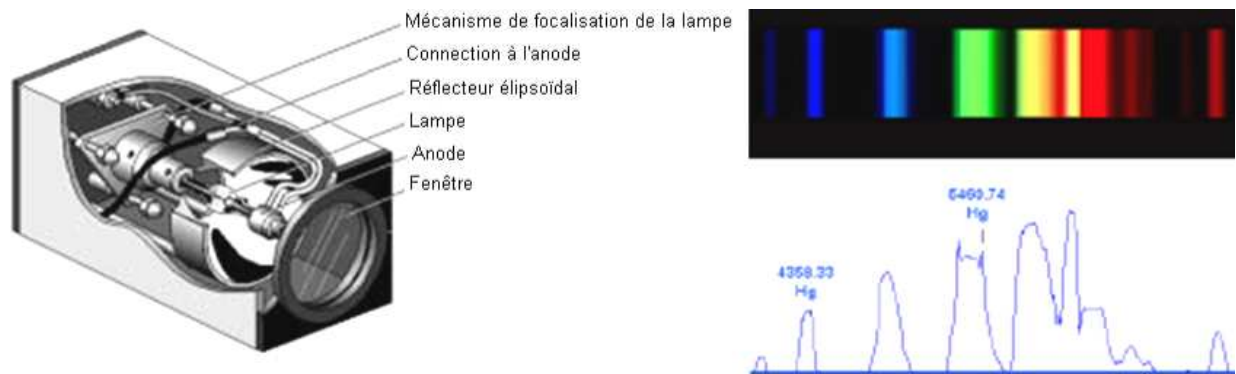 Mécanisme de focalisation de la lampe
Connection à l'anode
Réflecteur élipsoïdal
Lampe
Anode
Fenêtre
5460.74
Hg
4358.33
Hg